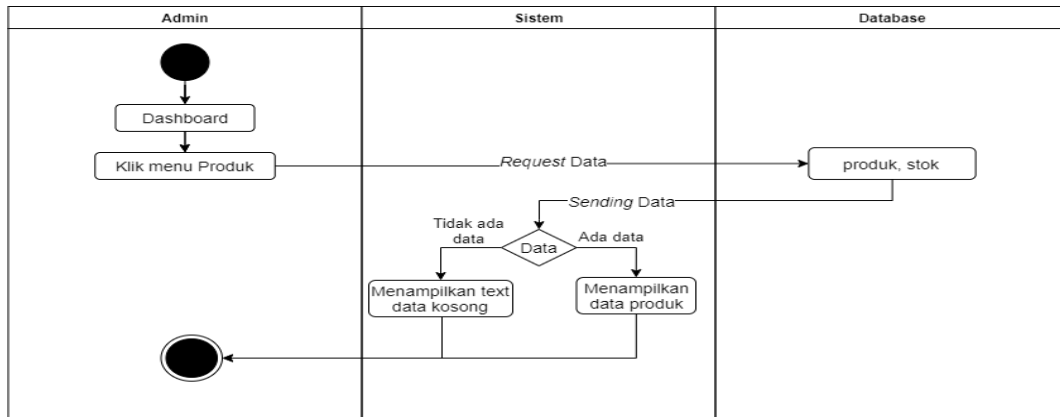 Admin
Sistem
Database
Dashboard
Klik menu Produk
Request Data
produk, stok
Sending Data
Tidak ada
data
Data
Ada data
Menampilkan text
data kosong
Menampilkan
data produk